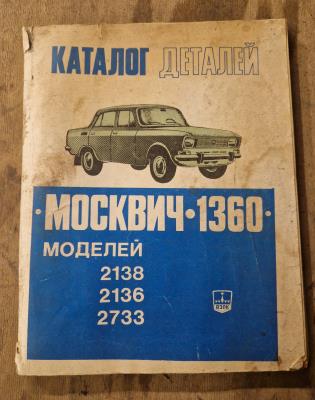 КАТАЛОГ ДЕТАЛЕЙ
·МОСКВИЧ·1360·
МОДЕЛЕЙ
2138
2136
2733